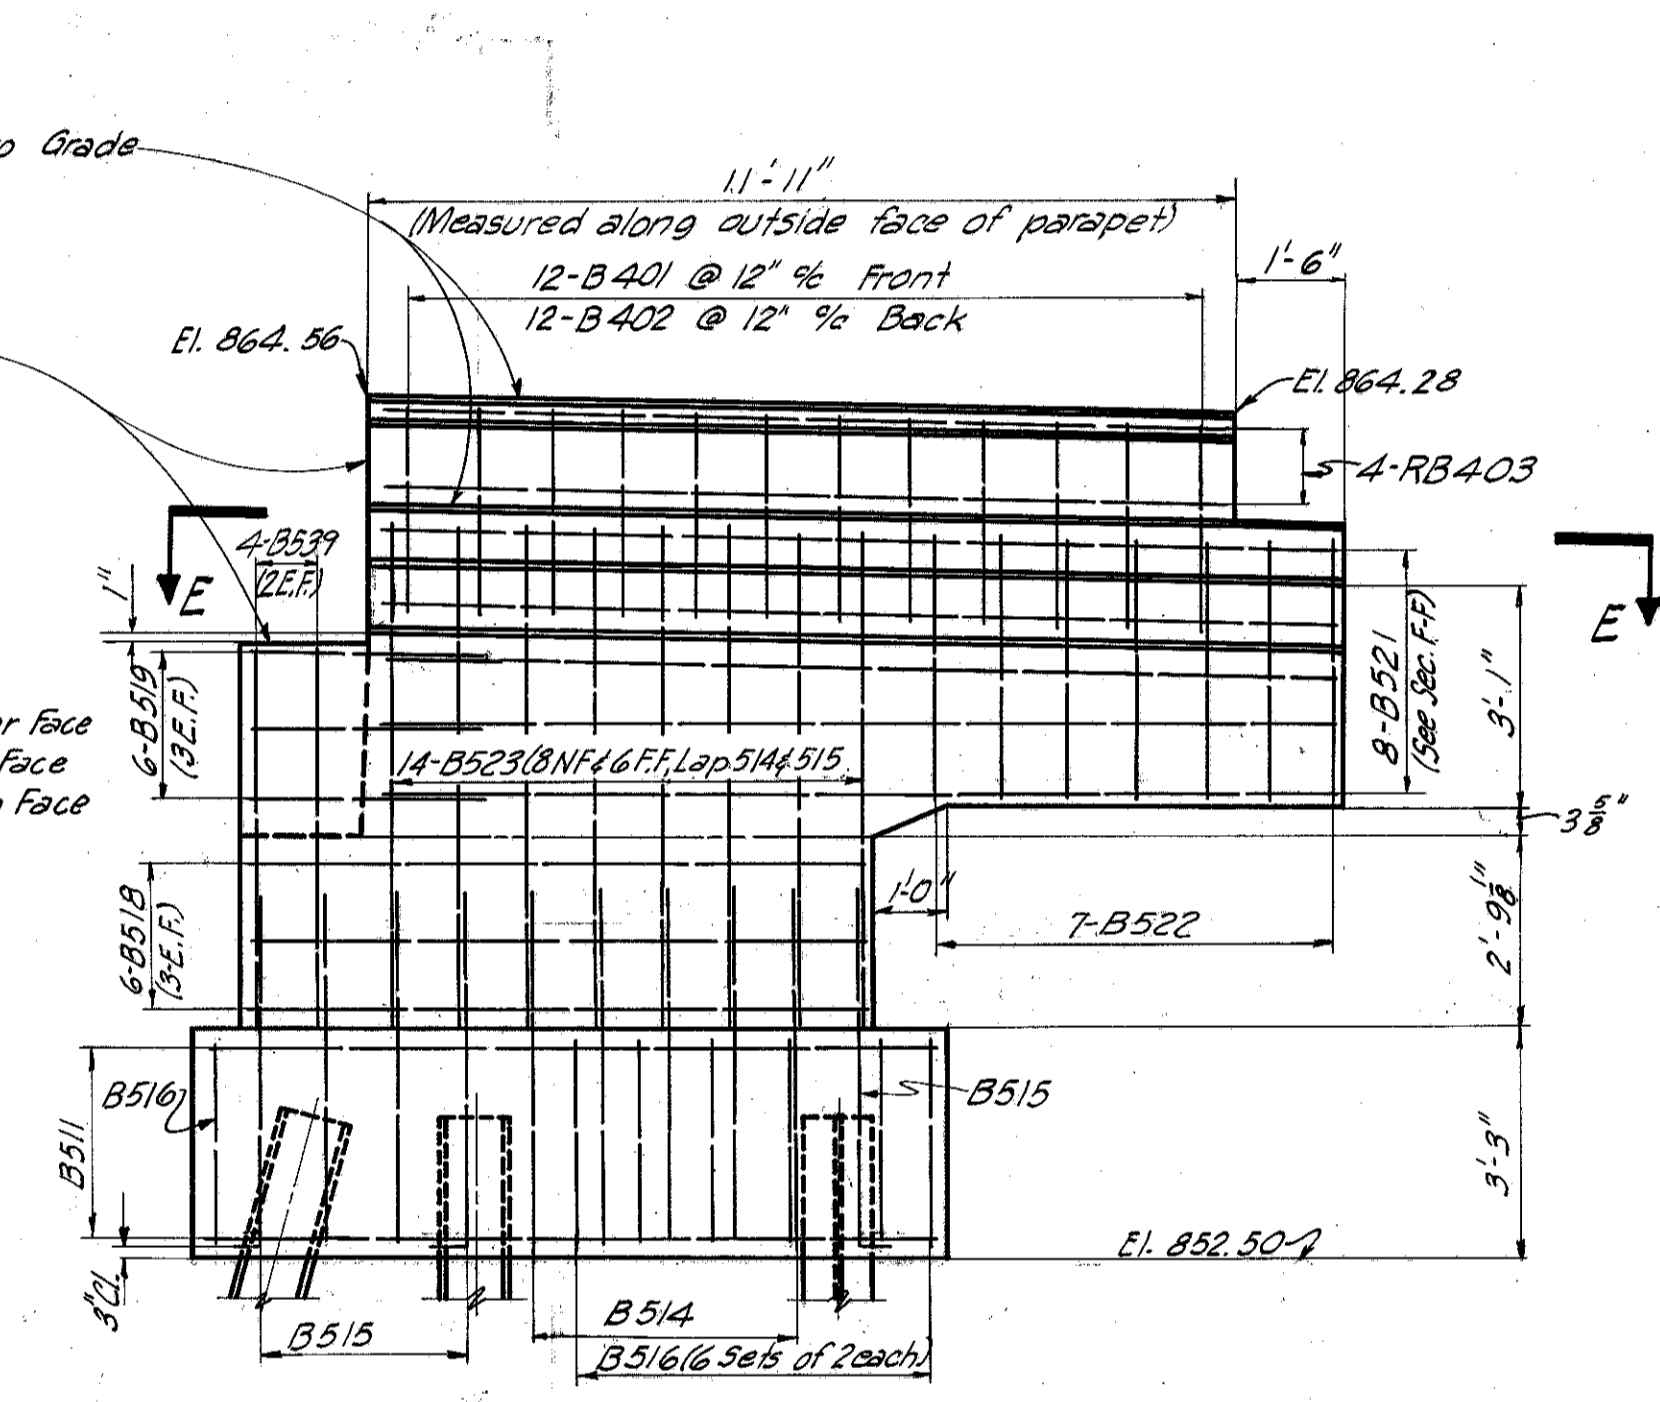 o Grade
11'-11"
(Measured along outside face of parapet)
12-B401 @ 12" c/c Front
12-B402 @ 12" c/c Back
1'-6"
El. 864.56
El. 864.28
4-RB403
4-B539
(2E.F.)
1"
E
E
6-B519
(3E.F.)
8-B521
(See Sec. F-F)
3'-1"
r Face
Face
Face
14-B523(8NF&6F.F., Lap 514&515
3 5/8"
1'-0"
6-B518
(3-E.F.)
7-B522
2'-9 1/8"
B516
B515
B511
3'-3"
El. 852.50
3" Cl.
B515
B514
B516(6 Sets of 2 each)